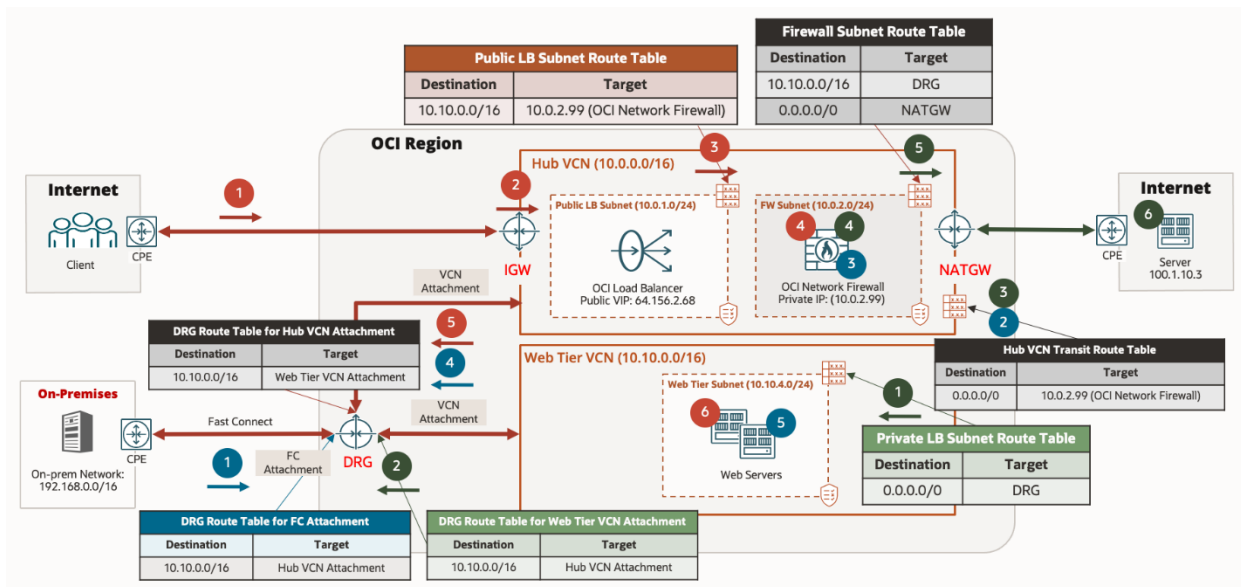 Public LB Subnet Route Table
Destination Target
10.10.0.0/16 10.0.2.99 (OCI Network Firewall)
Firewall Subnet Route Table
Destination Target
10.10.0.0/16 DRG
0.0.0.0/0 NATGW
OCI Region
Hub VCN (10.0.0.0/16)
3
5
Internet
1
Client
CPE
2
IGW
Public LB Subnet (10.0.1.0/24)
OCI Load Balancer
Public VIP: 64.156.2.68
FW Subnet (10.0.2.0/24)
4
4
3
OCI Network Firewall
Private IP: (10.0.2.99)
NATGW
Internet
6
CPE
Server
100.1.10.3
VCN
Attachment
5
4
3
2
DRG Route Table for Hub VCN Attachment
Destination Target
10.10.0.0/16 Web Tier VCN Attachment
Hub VCN Transit Route Table
Destination Target
0.0.0.0/0 10.0.2.99 (OCI Network Firewall)
Web Tier VCN (10.10.0.0/16)
Web Tier Subnet (10.10.4.0/24)
6
5
Web Servers
1
VCN
Attachment
On-Premises
On-prem Network:
192.168.0.0/16
CPE
Fast Connect
1
FC
Attachment
DRG
2
Private LB Subnet Route Table
Destination Target
0.0.0.0/0 DRG
DRG Route Table for FC Attachment
Destination Target
10.10.0.0/16 Hub VCN Attachment
DRG Route Table for Web Tier VCN Attachment
Destination Target
10.10.0.0/16 Hub VCN Attachment